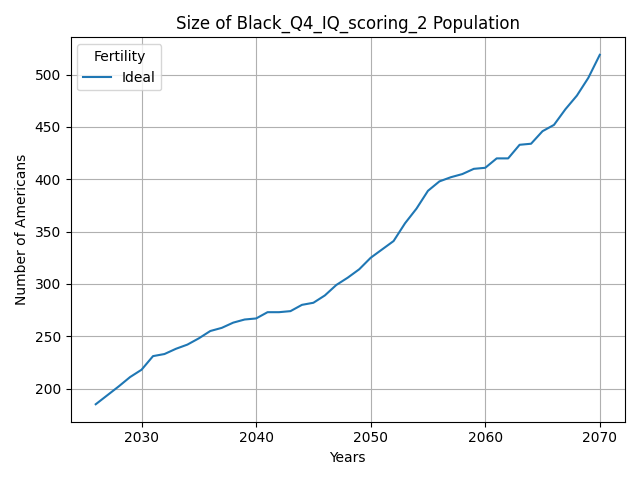 Size of Black_Q4_IQ_scoring_2 Population
Fertility
Ideal
500
450
400
350
300
250
200
Number of Americans
2030 2040 2050 2060 2070
Years